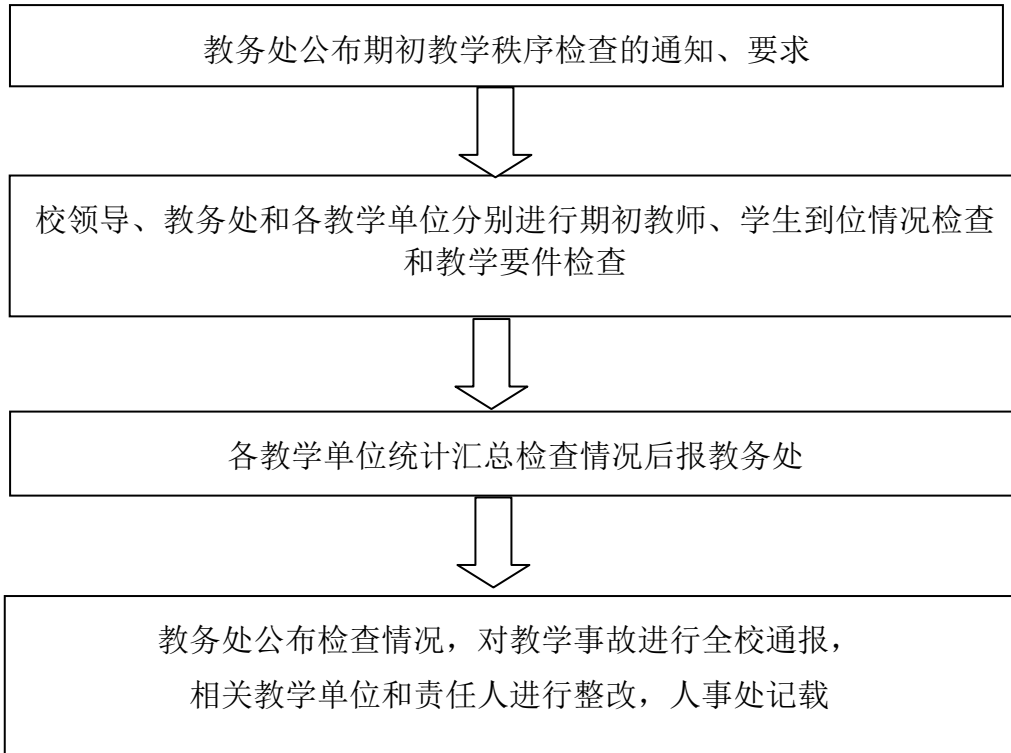 教务处公布期初教学秩序检查的通知、要求
校领导、教务处和各教学单位分别进行期初教师、学生到位情况检查
和教学要件检查
各教学单位统计汇总检查情况后报教务处
教务处公布检查情况，对教学事故进行全校通报，
相关教学单位和责任人进行整改，人事处记载